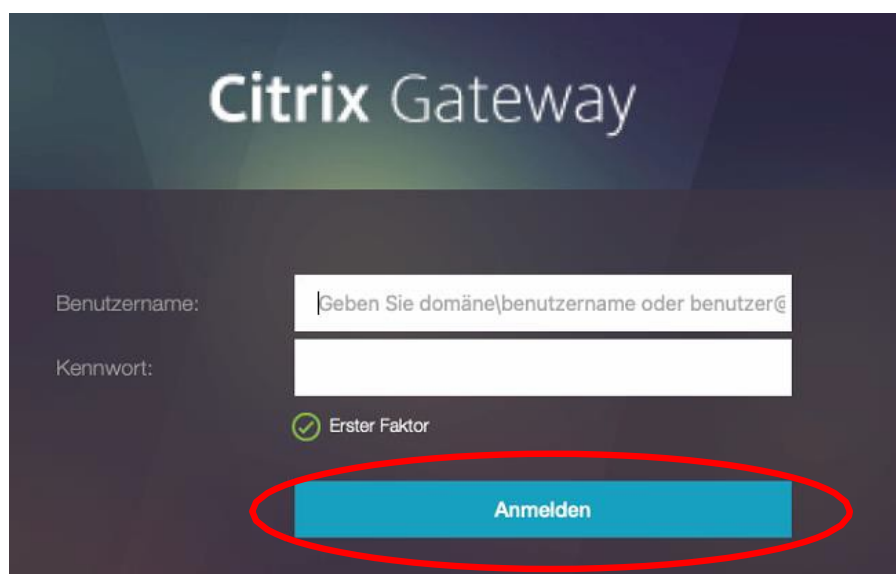 Citrix Gateway
Benutzername:
Geben Sie domäne\benutzername oder benutzer@
Kennwort:
Erster Faktor
Anmelden